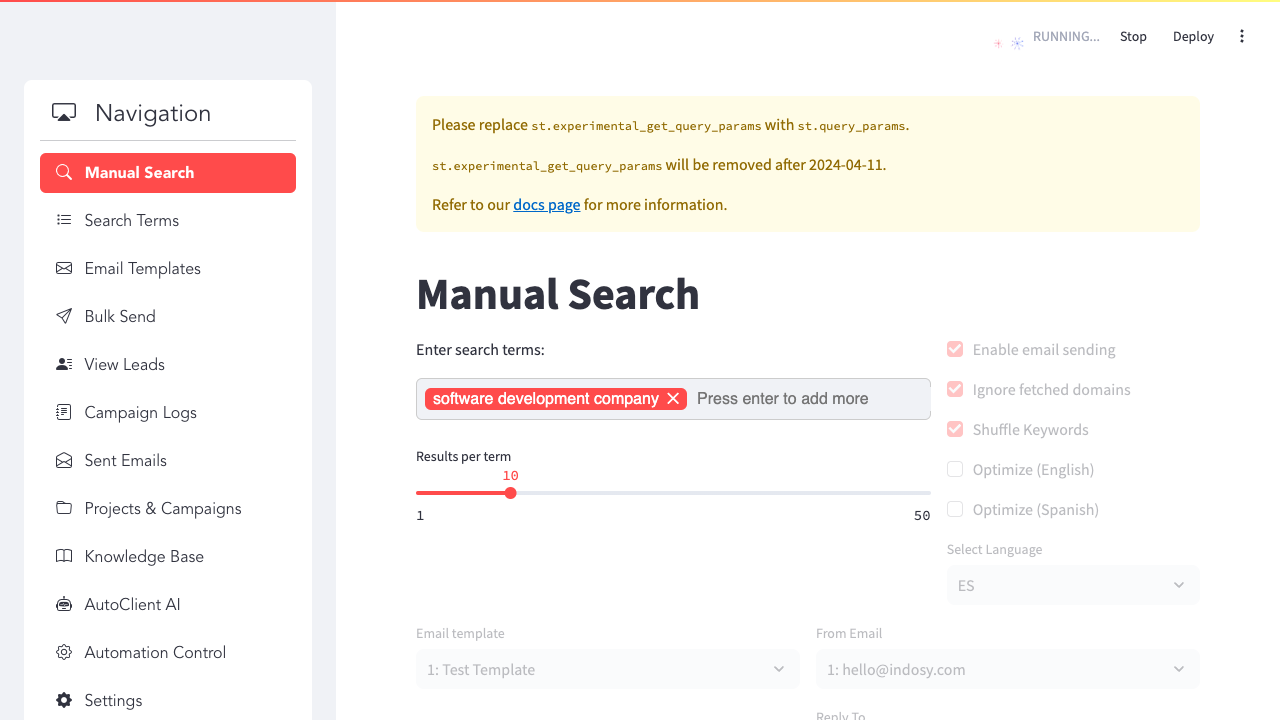 RUNNING...
Stop
Deploy
Navigation
Manual Search
Search Terms
Email Templates
Bulk Send
View Leads
Campaign Logs
Sent Emails
Projects & Campaigns
Knowledge Base
AutoClient AI
Automation Control
Settings
Please replace st.experimental_get_query_params with st.query_params.
st.experimental_get_query_params will be removed after 2024-04-11.
Refer to our docs page for more information.
Manual Search
Enter search terms:
software development company Press enter to add more
Results per term
10
1
50
Enable email sending
Ignore fetched domains
Shuffle Keywords
Optimize (English)
Optimize (Spanish)
Select Language
ES
Email template
1: Test Template
From Email
1: hello@indosy.com
Reply To